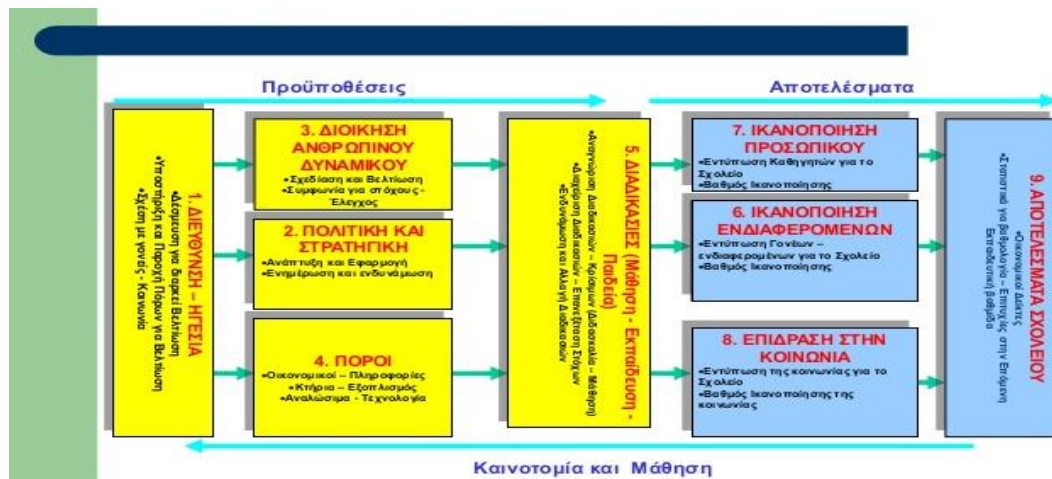 Προϋποθέσεις
Αποτελέσματα
1. ΔΙΕΥΘΥΝΣΗ – ΗΓΕΣΙΑ
•Δέσμευση για διαρκεί Βελτίωση
•Υποστήριξη και Παροχή Πόρων για Βελτίωση
•Σχέση με γονείς - Κοινωνία
3. ΔΙΟΙΚΗΣΗ
ΑΝΘΡΩΠΙΝΟΥ
ΔΥΝΑΜΙΚΟΥ
•Σχεδίαση και Βελτίωση
•Συμφωνία για στόχους -
Έλεγχος
2. ΠΟΛΙΤΙΚΗ ΚΑΙ
ΣΤΡΑΤΗΓΙΚΗ
•Ανάπτυξη και Εφαρμογή
•Ενημέρωση και ενδυνάμωση
4. ΠΟΡΟΙ
•Οικονομικοί – Πληροφορίες
•Κτήρια – Εξοπλισμός
•Αναλώσιμα - Τεχνολογία
5. ΔΙΑΔΙΚΑΣΙΕΣ (Μάθηση - Εκπαίδευση -
Παιδεία)
•Αναγνώριση Διαδικασιών – Κρίσιμων (Διδασκαλία – Μάθηση)
•Διαχείριση Διαδικασιών – Επανεξέταση Στόχων
•Ενδυνάμωση και Αλλαγή Διαδικασιών
7. ΙΚΑΝΟΠΟΙΗΣΗ
ΠΡΟΣΩΠΙΚΟΥ
•Εντύπωση Καθηγητών για το
Σχολείο
•Βαθμός Ικανοποίησης
6. ΙΚΑΝΟΠΟΙΗΣΗ
ΕΝΔΙΑΦΕΡΟΜΕΝΩΝ
•Εντύπωση Γονέων –
ενδιαφερομένων για το Σχολείο
•Βαθμός Ικανοποίησης
8. ΕΠΙΔΡΑΣΗ ΣΤΗΝ
ΚΟΙΝΩΝΙΑ
•Εντύπωση της κοινωνίας για το
Σχολείο
•Βαθμός Ικανοποίησης της
κοινωνίας
9. ΑΠΟΤΕΛΕΣΜΑΤΑ ΣΧΟΛΕΙΟΥ
•Οικονομικοί Δείκτες
•Στατιστικά για βαθμολογία – Επιτυχίες στην Επόμενη
Εκπαιδευτική βαθμίδα
Καινοτομία και Μάθηση